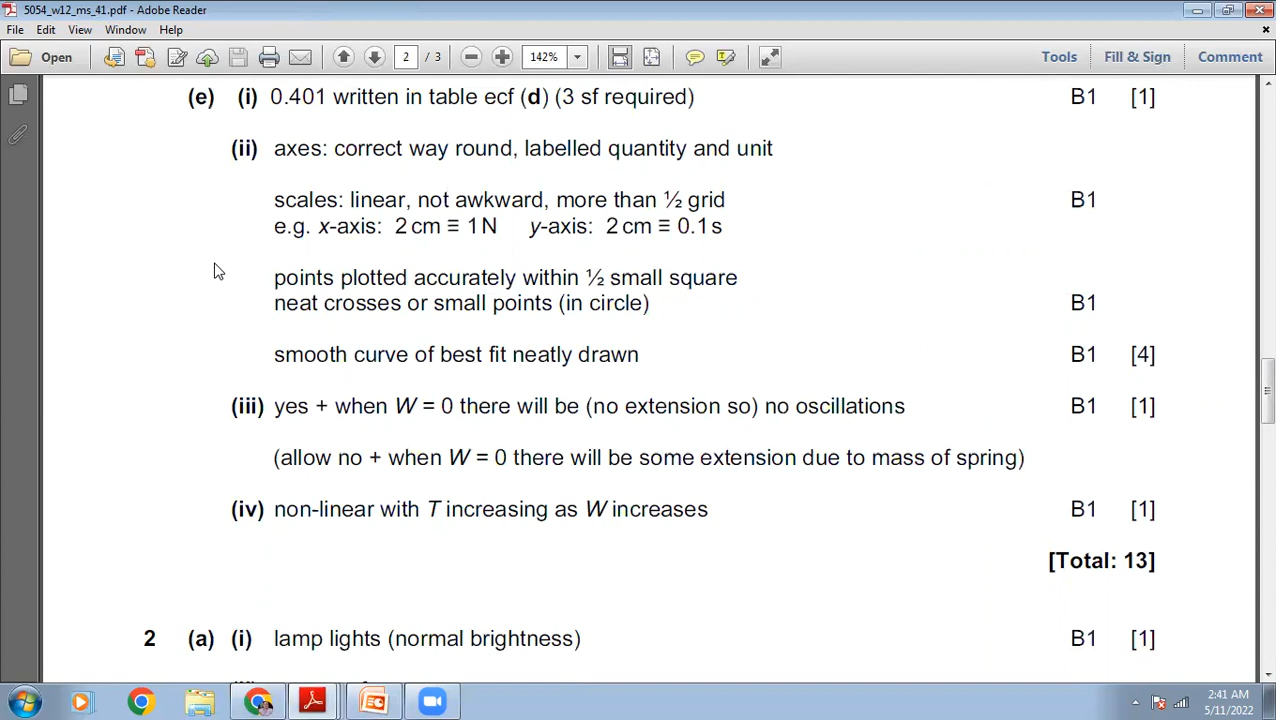 5054_w12_ms_41.pdf - Adobe Reader
File Edit View Window Help
Open 2 / 3 142% Tools Fill & Sign Comment
(e) (i) 0.401 written in table ecf (d) (3 sf required) B1 [1]
(ii) axes: correct way round, labelled quantity and unit
scales: linear, not awkward, more than ½ grid B1
e.g. x-axis: 2 cm ≡ 1 N y-axis: 2 cm ≡ 0.1 s
points plotted accurately within ½ small square
neat crosses or small points (in circle) B1
smooth curve of best fit neatly drawn B1 [4]
(iii) yes + when W = 0 there will be (no extension so) no oscillations B1 [1]
(allow no + when W = 0 there will be some extension due to mass of spring)
(iv) non-linear with T increasing as W increases B1 [1]
[Total: 13]
2 (a) (i) lamp lights (normal brightness) B1 [1]
2:41 AM
5/11/2022